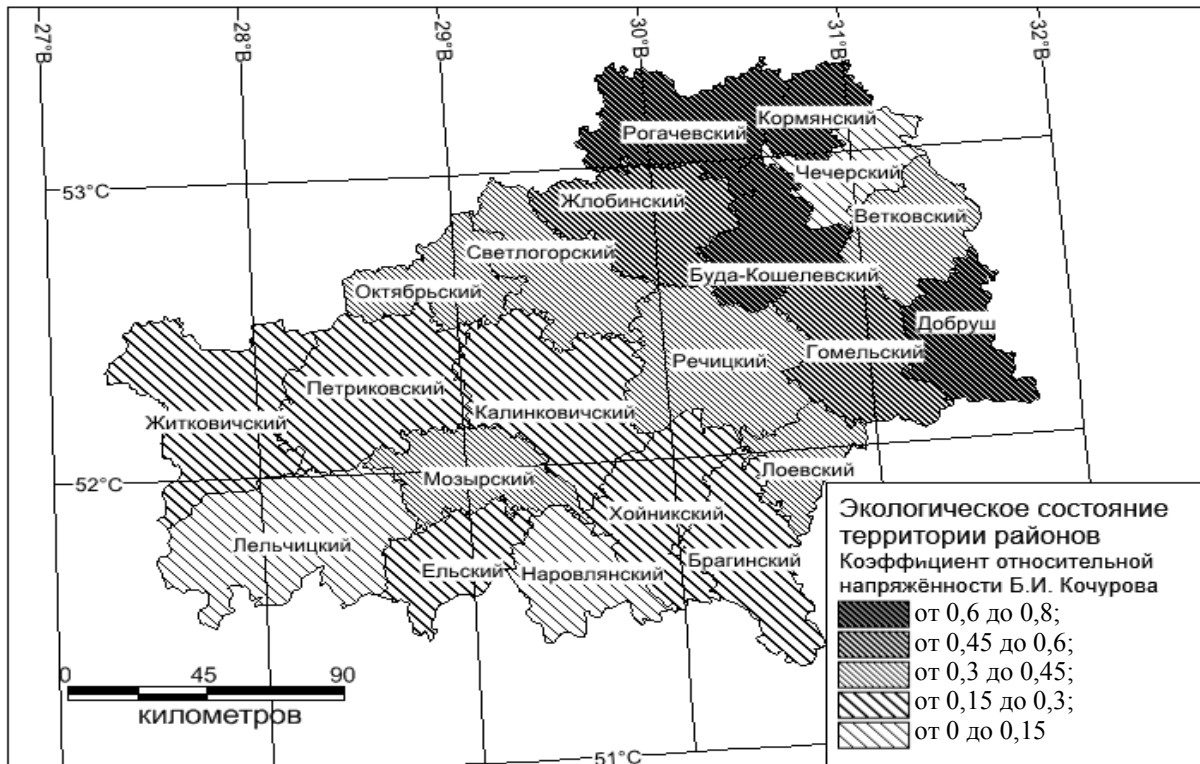 27°В
28°В
29°В
30°В
31°В
32°В
Кормянский
Рогачевский
Чечерский
53°С
Жлобинский
Ветковский
Светлогорский
Буда-Кошелевский
Октябрьский
Добруш
Гомельский
Речицкий
Петриковский
Калинковичский
Житковичский
Лоевский
Мозырский
52°С
Хойникский
Лельчицкий
Брагинский
Ельский
Наровлянский
Экологическое состояние
территории районов
Коэффициент относительной
напряжённости Б.И. Кочурова
от 0,6 до 0,8;
от 0,45 до 0,6;
от 0,3 до 0,45;
от 0,15 до 0,3;
от 0 до 0,15
0 45 90
километров
51°С